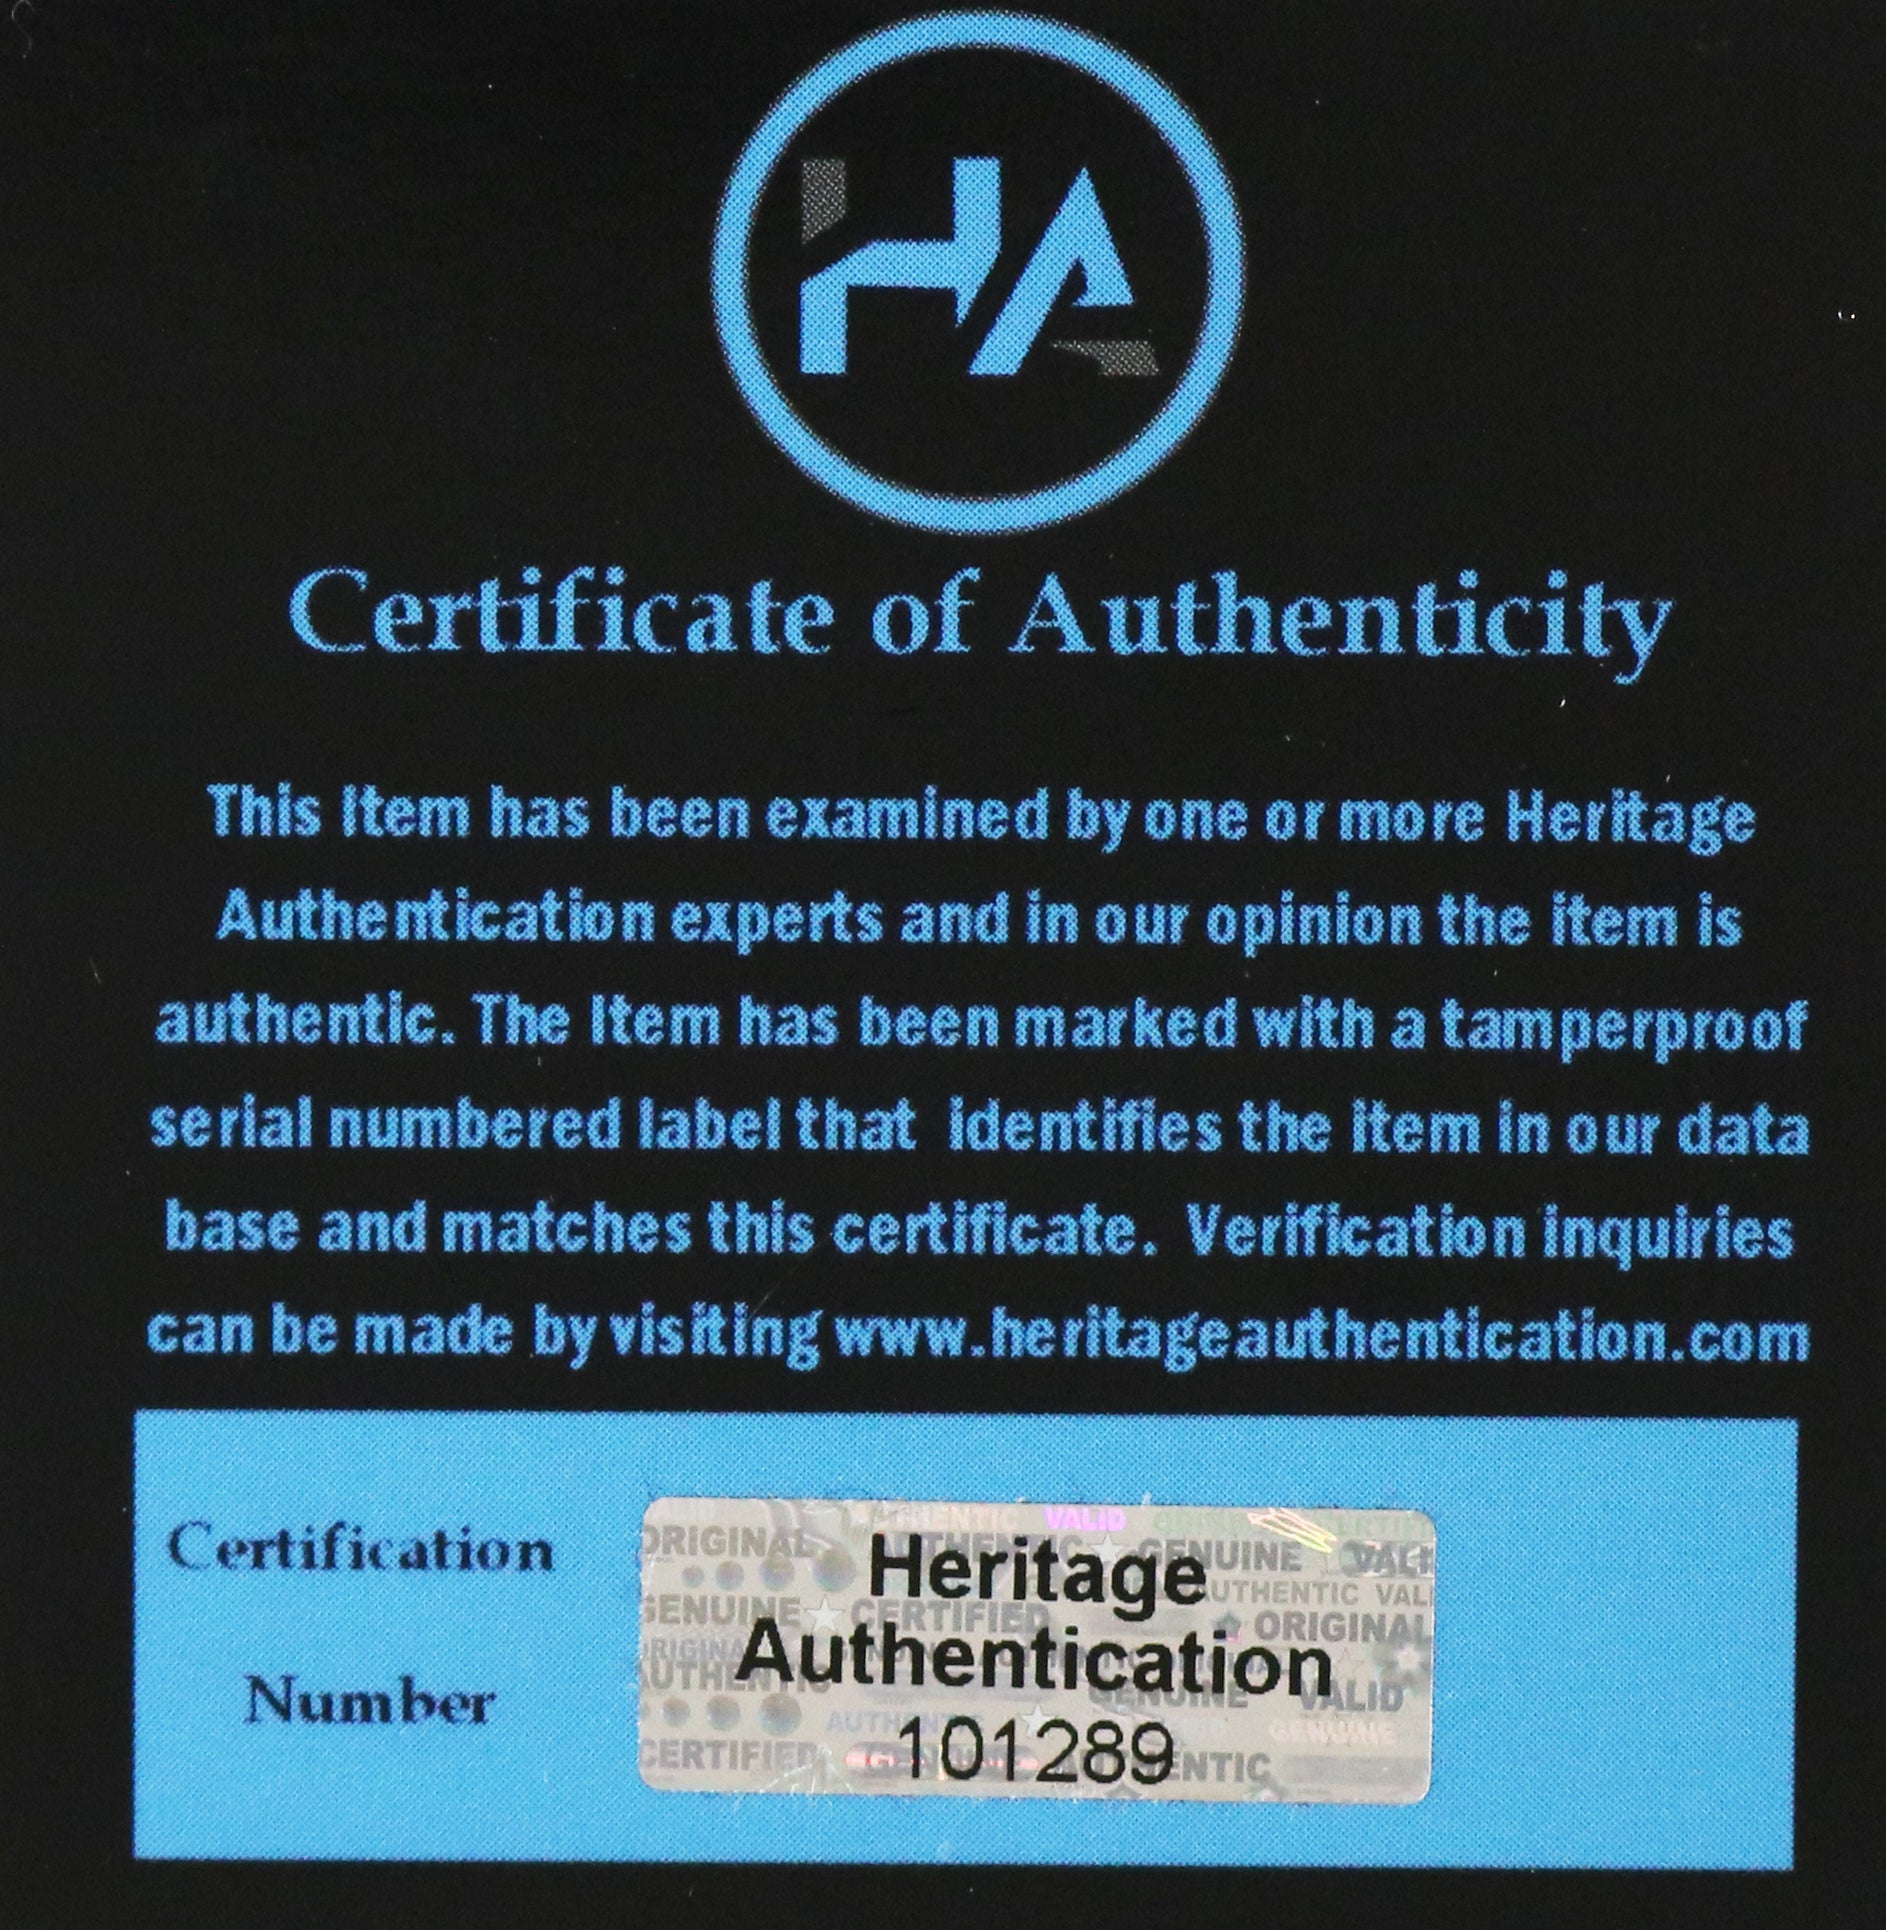 HA
Certificate of Authenticity
This item has been examined by one or more Heritage
Authentication experts and in our opinion the item is
authentic. The item has been marked with a tamperproof
serial numbered label that identifies the item in our data
base and matches this certificate. Verification inquiries
can be made by visiting www.heritageauthentication.com
Certification
Number
Heritage
Authentication
101289